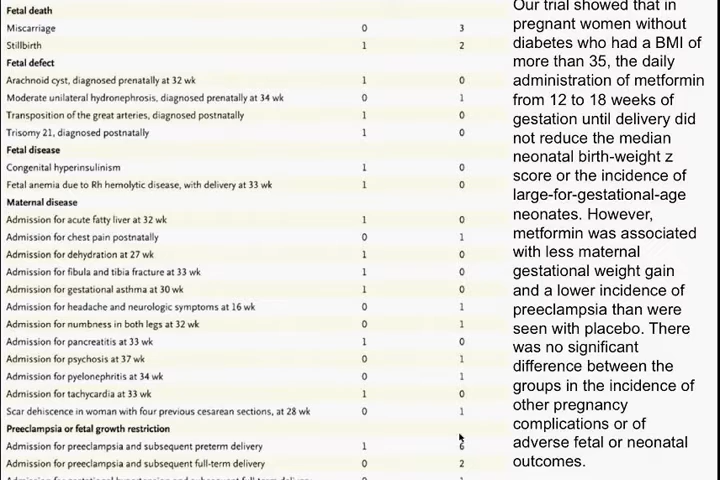 Fetal death
Miscarriage 0 3
Stillbirth 1 2
Fetal defect
Arachnoid cyst, diagnosed prenatally at 32 wk 1 0
Moderate unilateral hydronephrosis, diagnosed prenatally at 34 wk 0 1
Transposition of the great arteries, diagnosed postnatally 1 0
Trisomy 21, diagnosed postnatally 1 0
Fetal disease
Congenital hyperinsulinism 1 0
Fetal anemia due to Rh hemolytic disease, with delivery at 33 wk 1 0
Maternal disease
Admission for acute fatty liver at 32 wk 1 0
Admission for chest pain postnatally 0 1
Admission for dehydration at 27 wk 1 0
Admission for fibula and tibia fracture at 33 wk 1 0
Admission for gestational asthma at 30 wk 1 0
Admission for headache and neurologic symptoms at 16 wk 0 1
Admission for numbness in both legs at 32 wk 0 1
Admission for pancreatitis at 33 wk 1 0
Admission for psychosis at 37 wk 0 1
Admission for pyelonephritis at 34 wk 0 1
Admission for tachycardia at 33 wk 1 0
Scar dehiscence in woman with four previous cesarean sections, at 28 wk 0 1
Preeclampsia or fetal growth restriction
Admission for preeclampsia and subsequent preterm delivery 1 6
Admission for preeclampsia and subsequent full-term delivery 0 2
Our trial showed that in
pregnant women without
diabetes who had a BMI of
more than 35, the daily
administration of metformin
from 12 to 18 weeks of
gestation until delivery did
not reduce the median
neonatal birth-weight z
score or the incidence of
large-for-gestational-age
neonates. However,
metformin was associated
with less maternal
gestational weight gain
and a lower incidence of
preeclampsia than were
seen with placebo. There
was no significant
difference between the
groups in the incidence of
other pregnancy
complications or of
adverse fetal or neonatal
outcomes.